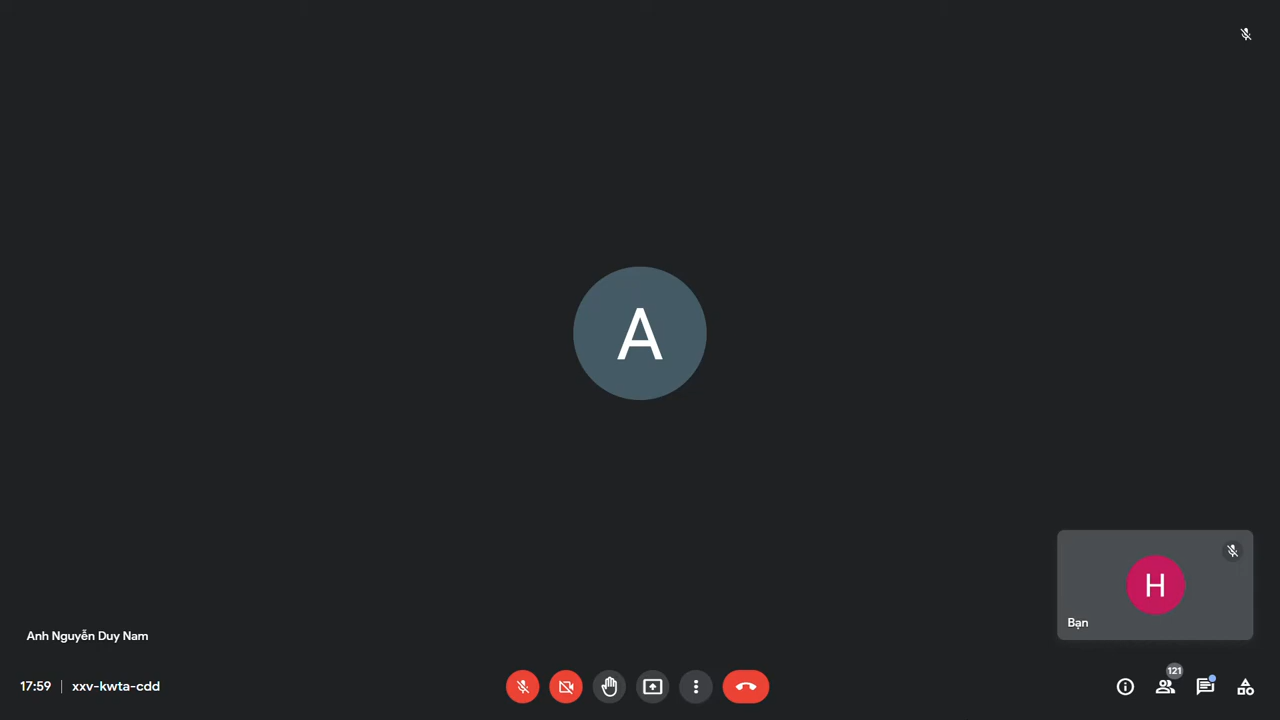 A
H
Bạn
Anh Nguyễn Duy Nam
17:59 | xxv-kwta-cdd
121